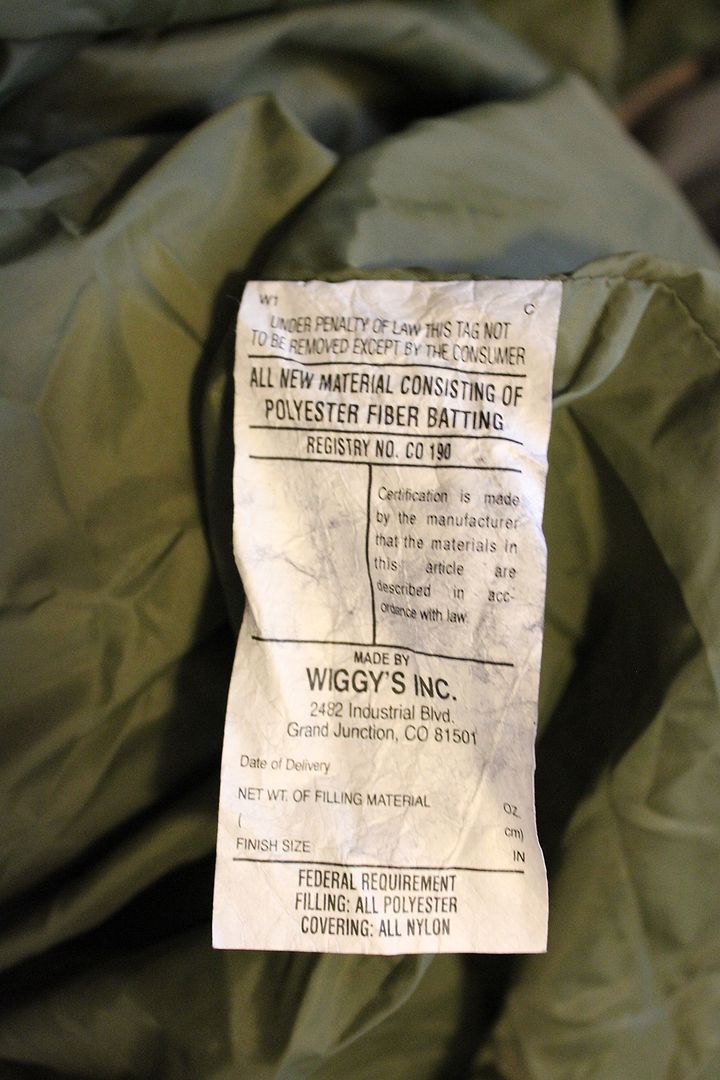 W1 C
UNDER PENALTY OF LAW THIS TAG NOT
TO BE REMOVED EXCEPT BY THE CONSUMER
ALL NEW MATERIAL CONSISTING OF
POLYESTER FIBER BATTING
REGISTRY NO. CO 190
Certification is made
by the manufacturer
that the materials in
this article are
described in acc-
ordance with law.
MADE BY
WIGGY'S INC.
2482 Industrial Blvd.
Grand Junction, CO 81501
Date of Delivery
NET WT. OF FILLING MATERIAL OZ.
( cm)
FINISH SIZE IN
FEDERAL REQUIREMENT
FILLING: ALL POLYESTER
COVERING: ALL NYLON